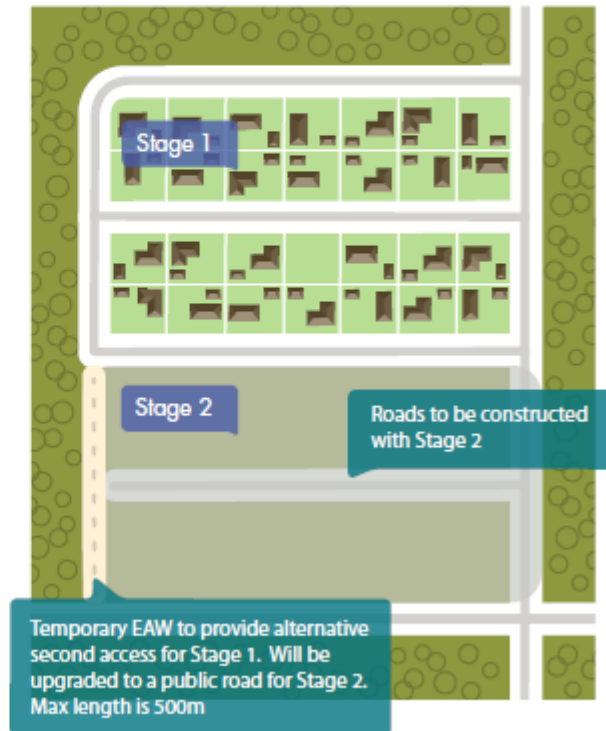 Stage 1
Stage 2
Roads to be constructed
with Stage 2
Temporary EAW to provide alternative
second access for Stage 1. Will be
upgraded to a public road for Stage 2.
Max length is 500m